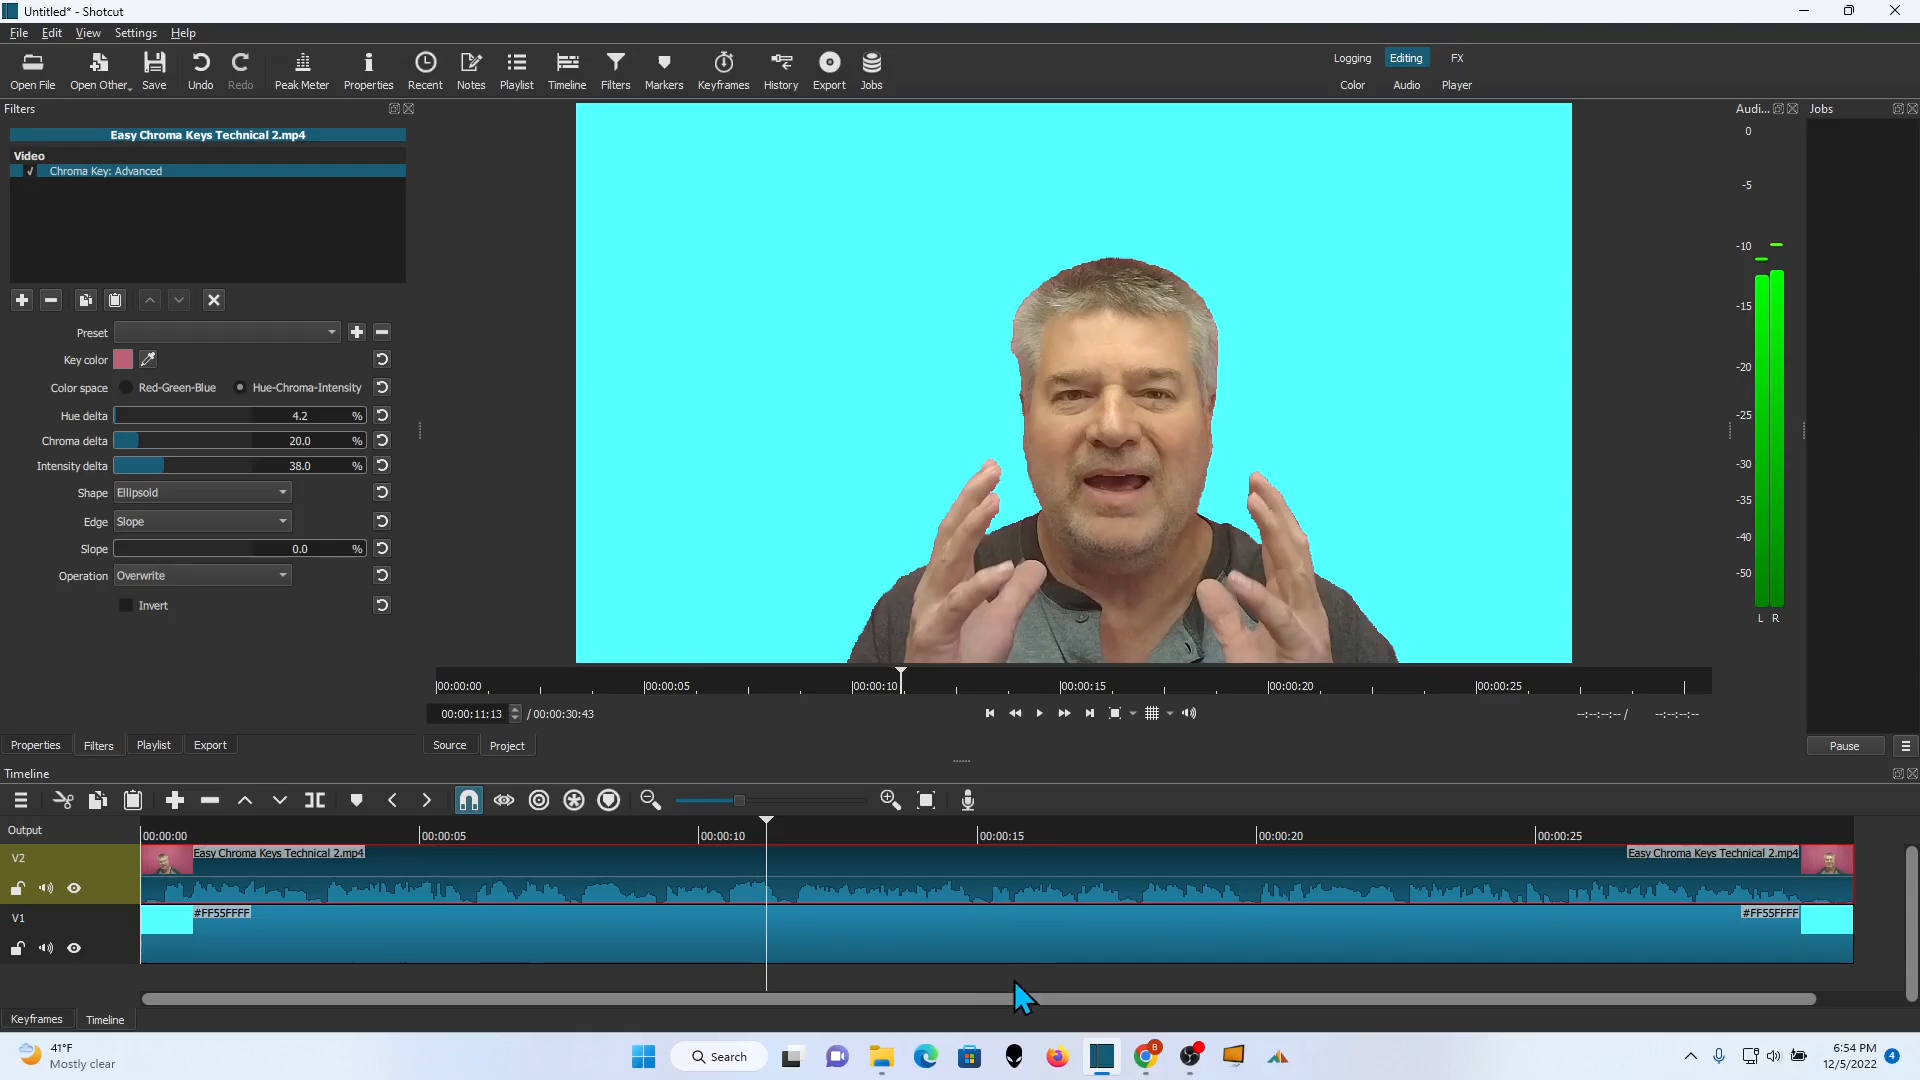 Untitled* - Shotcut
File Edit View Settings Help
Open File Open Other... Save Undo Redo Peak Meter Properties Recent Notes Playlist Timeline Filters Markers Keyframes History Export Jobs
Logging Editing FX
Color Audio Player
Filters
Audi...
Jobs
Easy Chroma Keys Technical 2.mp4
Video
Chroma Key: Advanced
Preset
Key color
Color space Red-Green-Blue Hue-Chroma-Intensity
Hue delta 4.2 %
Chroma delta 20.0 %
Intensity delta 38.0 %
Shape Ellipsoid
Edge Slope
Slope 0.0 %
Operation Overwrite
Invert
0
-5
-10
-15
-20
-25
-30
-35
-40
-50
L R
00:00:00 00:00:05 00:00:10 00:00:15 00:00:20 00:00:25
00:00:11:13 / 00:00:30:43 --:--:--:-- / --:--:--:--
Properties Filters Playlist Export Source Project Pause
Timeline
Output 00:00:00 00:00:05 00:00:10 00:00:15 00:00:20 00:00:25
V2 Easy Chroma Keys Technical 2.mp4 Easy Chroma Keys Technical 2.mp4
V1 #FF55FFFF #FF55FFFF
Keyframes Timeline
41°F
Mostly clear
Search
B
6:54 PM
12/5/2022
4